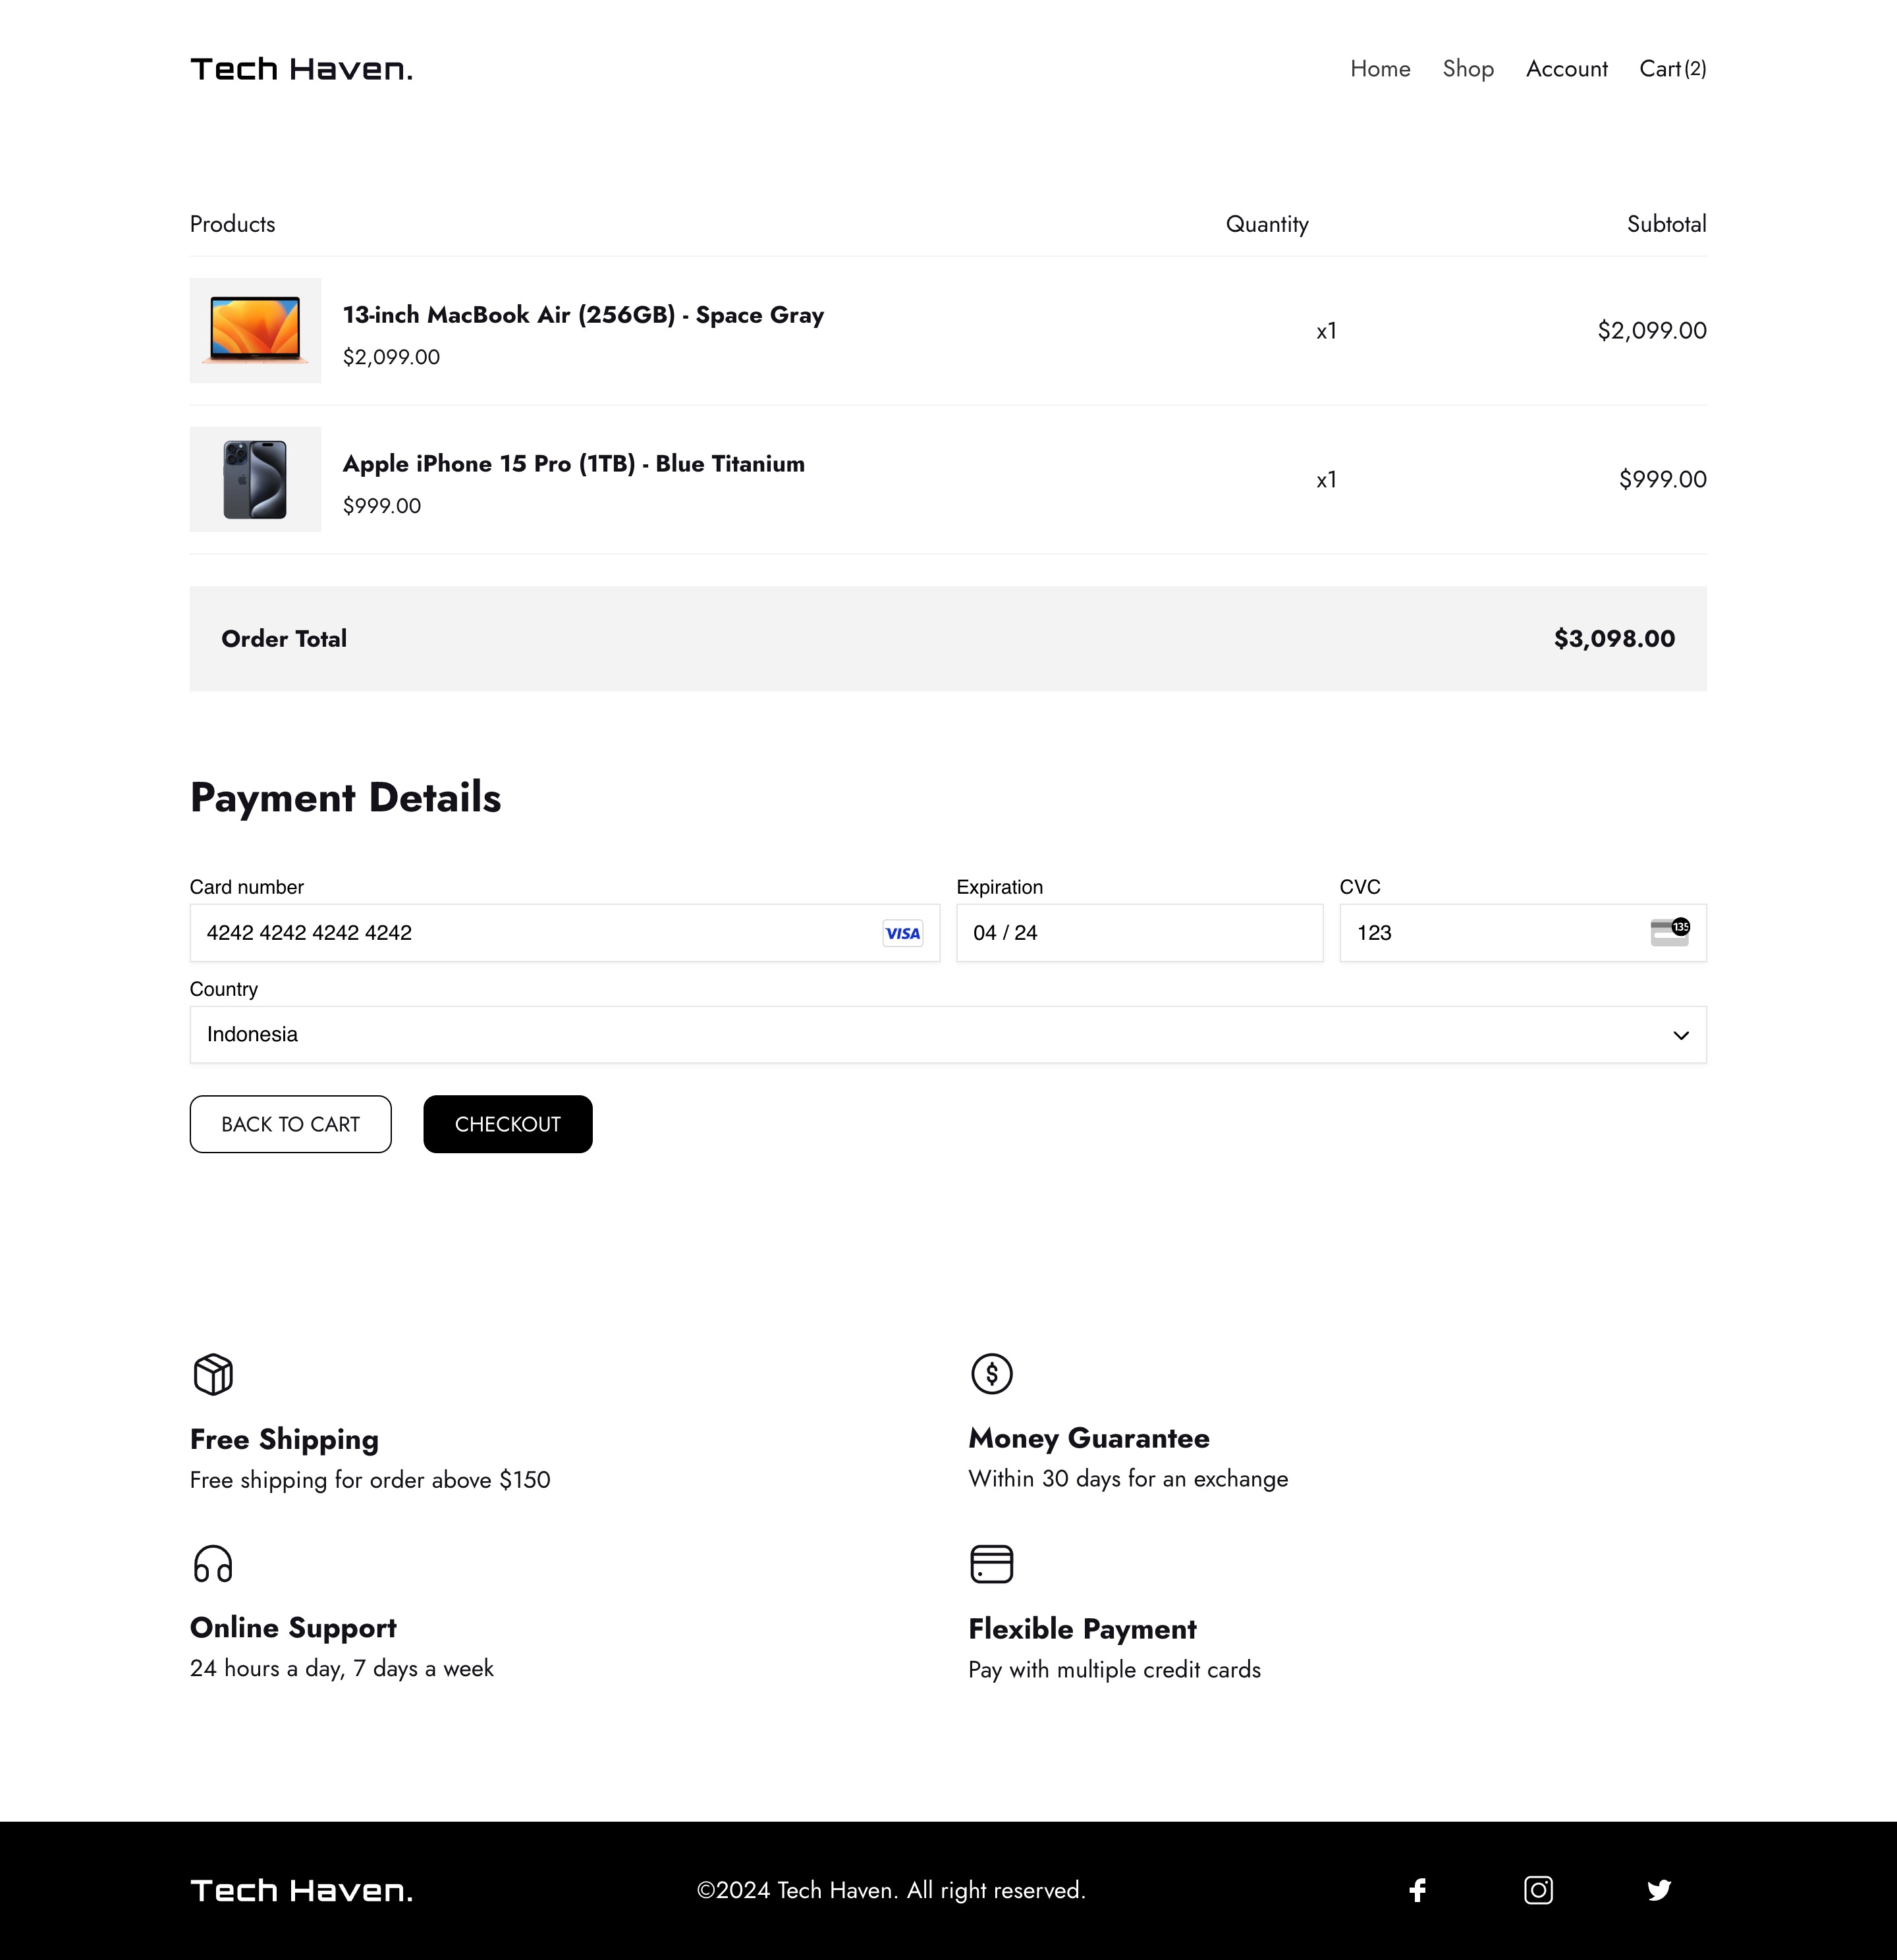 Tech Haven.
Home Shop Account Cart(2)
Products Quantity Subtotal
13-inch MacBook Air (256GB) - Space Gray
$2,099.00
x1
$2,099.00
Apple iPhone 15 Pro (1TB) - Blue Titanium
$999.00
x1
$999.00
Order Total $3,098.00
Payment Details
Card number
4242 4242 4242 4242 VISA
Expiration
04 / 24
CVC
123 135
Country
Indonesia
BACK TO CART CHECKOUT
Free Shipping
Free shipping for order above $150
Money Guarantee
Within 30 days for an exchange
Online Support
24 hours a day, 7 days a week
Flexible Payment
Pay with multiple credit cards
Tech Haven. ©2024 Tech Haven. All right reserved.